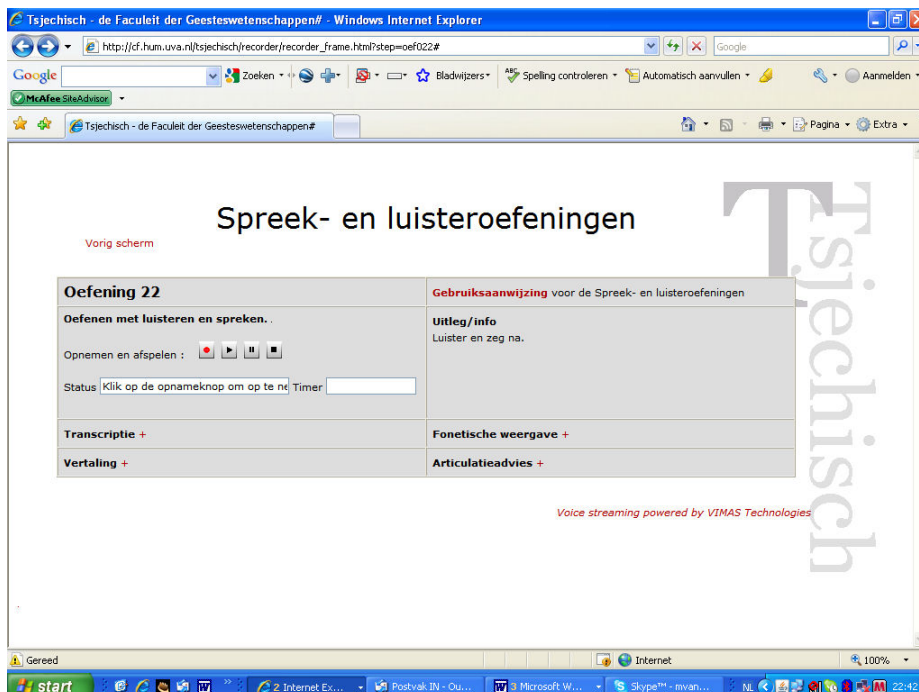 Tsjechisch - de Faculeit der Geesteswetenschappen# - Windows Internet Explorer
http://cf.hum.uva.nl/tsjechisch/recorder/recorder_frame.html?step=oef022#
Google
Google
Zoeken
Bladwijzers
ABC Spelling controleren
Automatisch aanvullen
Aanmelden
McAfee SiteAdvisor
Tsjechisch - de Faculeit der Geesteswetenschappen#
Pagina
Extra
Spreek- en luisteroefeningen
Vorig scherm
Tsjechisch
Oefening 22
Gebruiksaanwijzing voor de Spreek- en luisteroefeningen
Oefenen met luisteren en spreken. .
Uitleg/info
Luister en zeg na.
Opnemen en afspelen :
Status Klik op de opnameknop om op te ne Timer
Transcriptie +
Fonetische weergave +
Vertaling +
Articulatieadvies +
Voice streaming powered by VIMAS Technologies
Gereed
Internet
100%
start
2 Internet Ex...
Postvak IN - Ou...
3 Microsoft W...
Skype™ - mvan...
NL